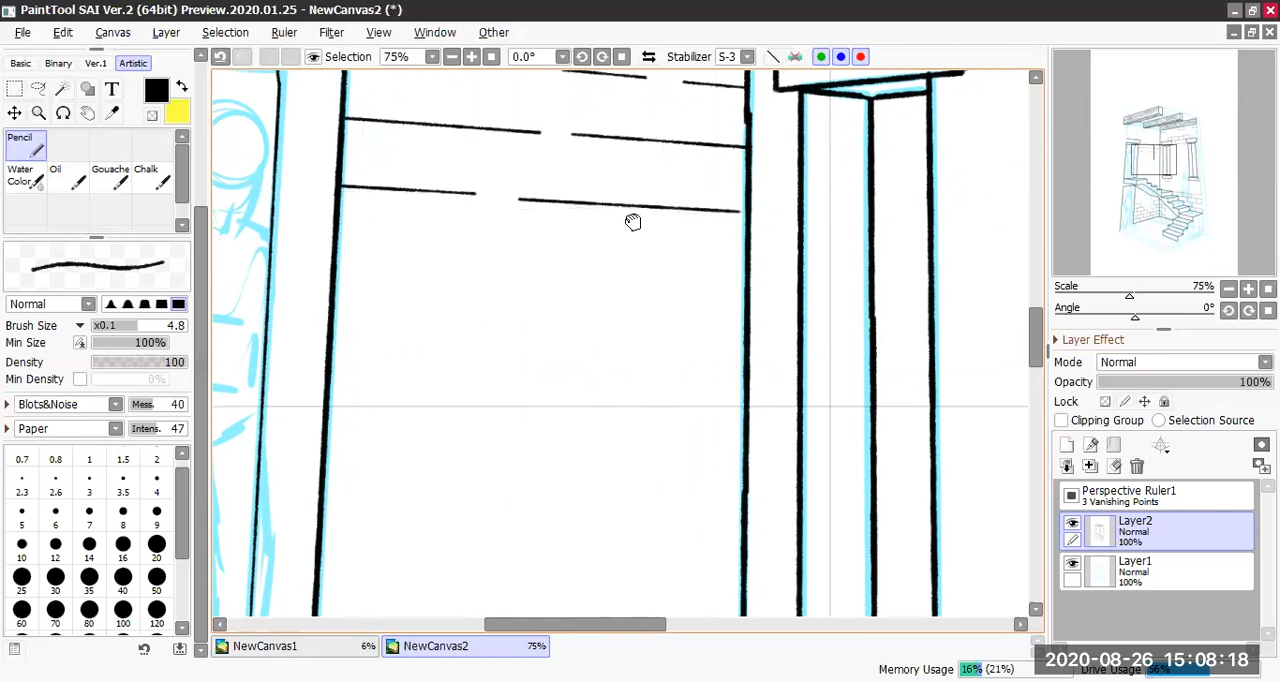 PaintTool SAI Ver.2 (64bit) Preview.2020.01.25 - NewCanvas2 (*)
File Edit Canvas Layer Selection Ruler Filter View Window Other
Basic Binary Ver.1 Artistic
Selection 75% 0.0° Stabilizer S-3
T
Pencil
Water Color Oil Gouache Chalk
Normal
Brush Size x0.1 4.8
Min Size 100%
Density 100
Min Density 0%
Blots&Noise Mess. 40
Paper Intens. 47
0.7 0.8 1 1.5 2
2.3 2.6 3 3.5 4
5 6 7 8 9
10 12 14 16 20
25 30 35 40 50
60 70 80 100 120
Scale 75%
Angle 0°
Layer Effect
Mode Normal
Opacity 100%
Lock
Clipping Group Selection Source
Perspective Ruler1
3 Vanishing Points
Layer2
Normal
100%
Layer1
Normal
100%
NewCanvas1 6% NewCanvas2 75%
Memory Usage 16% (21%) Drive Usage 56%
2020-08-26 15:08:18